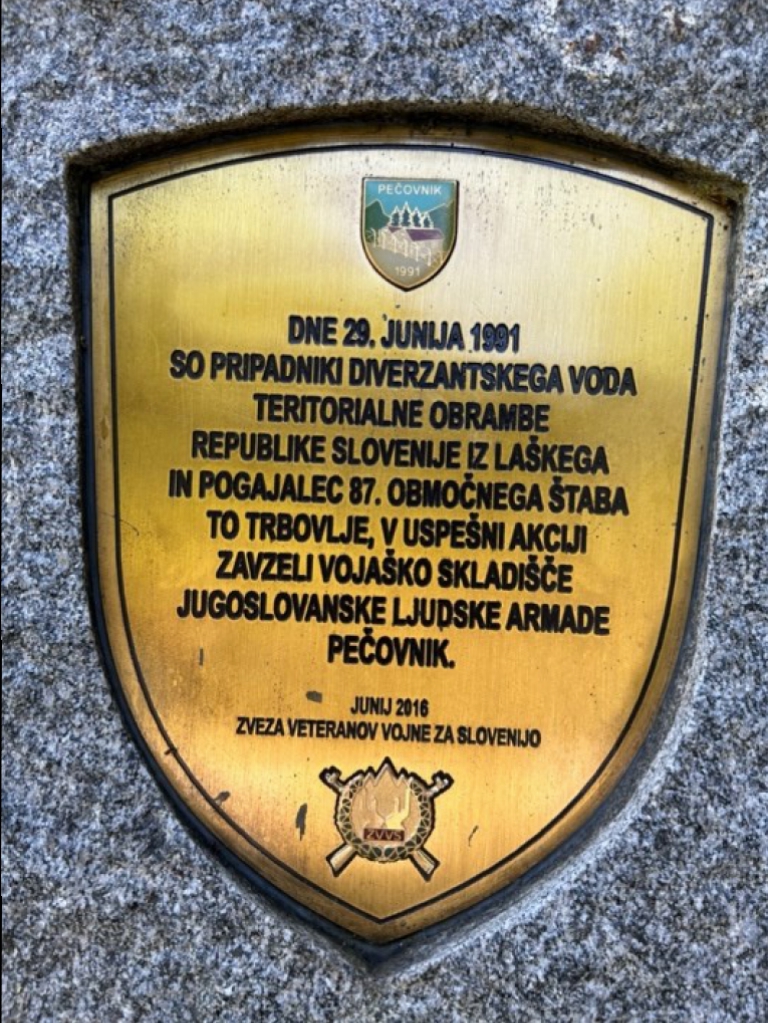 PEČOVNIK
1991
DNE 29. JUNIJA 1991
SO PRIPADNIKI DIVERZANTSKEGA VODA
TERITORIALNE OBRAMBE
REPUBLIKE SLOVENIJE IZ LAŠKEGA
IN POGAJALEC 87. OBMOČNEGA ŠTABA
TO TRBOVLJE, V USPEŠNI AKCIJI
ZAVZELI VOJAŠKO SKLADIŠČE
JUGOSLOVANSKE LJUDSKE ARMADE
PEČOVNIK.
JUNIJ 2016
ZVEZA VETERANOV VOJNE ZA SLOVENIJO
ZVVS